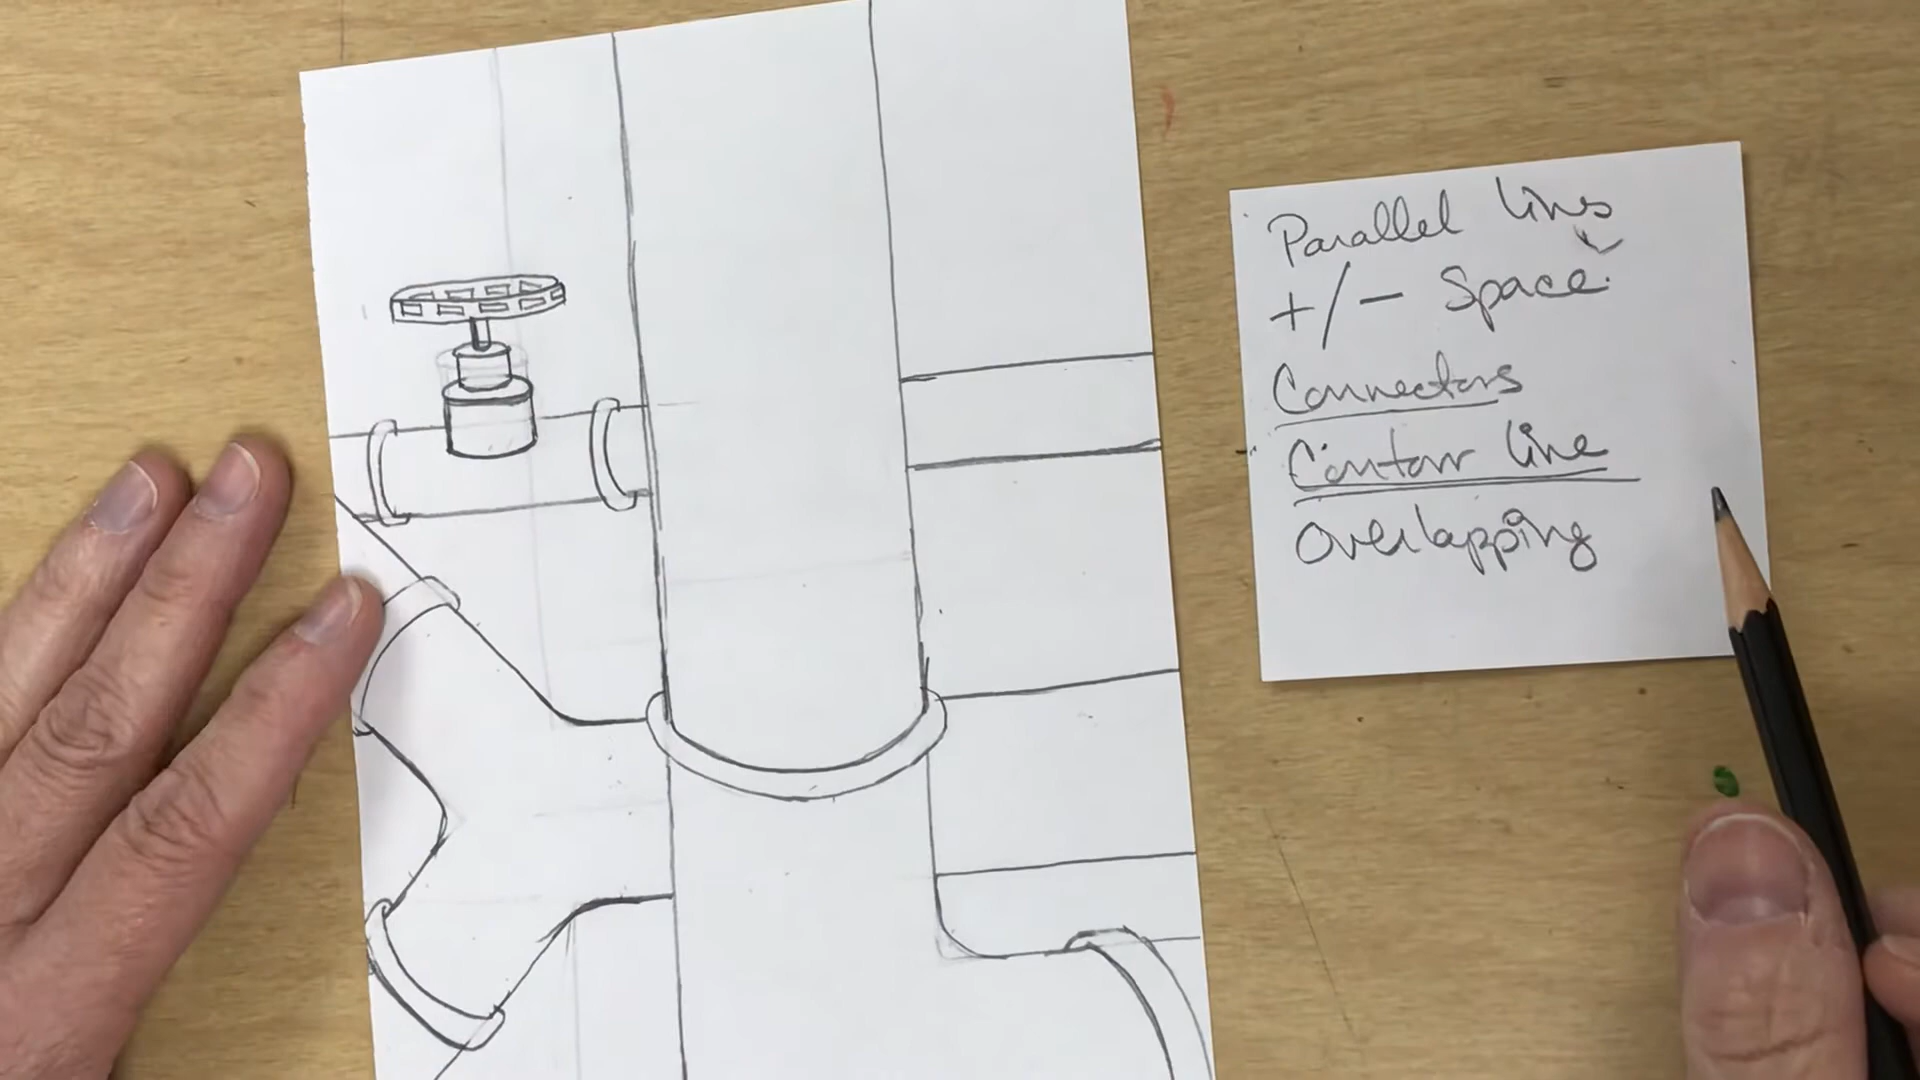 Parallel lines
+/- Space
Connectors
Contour line
Overlapping